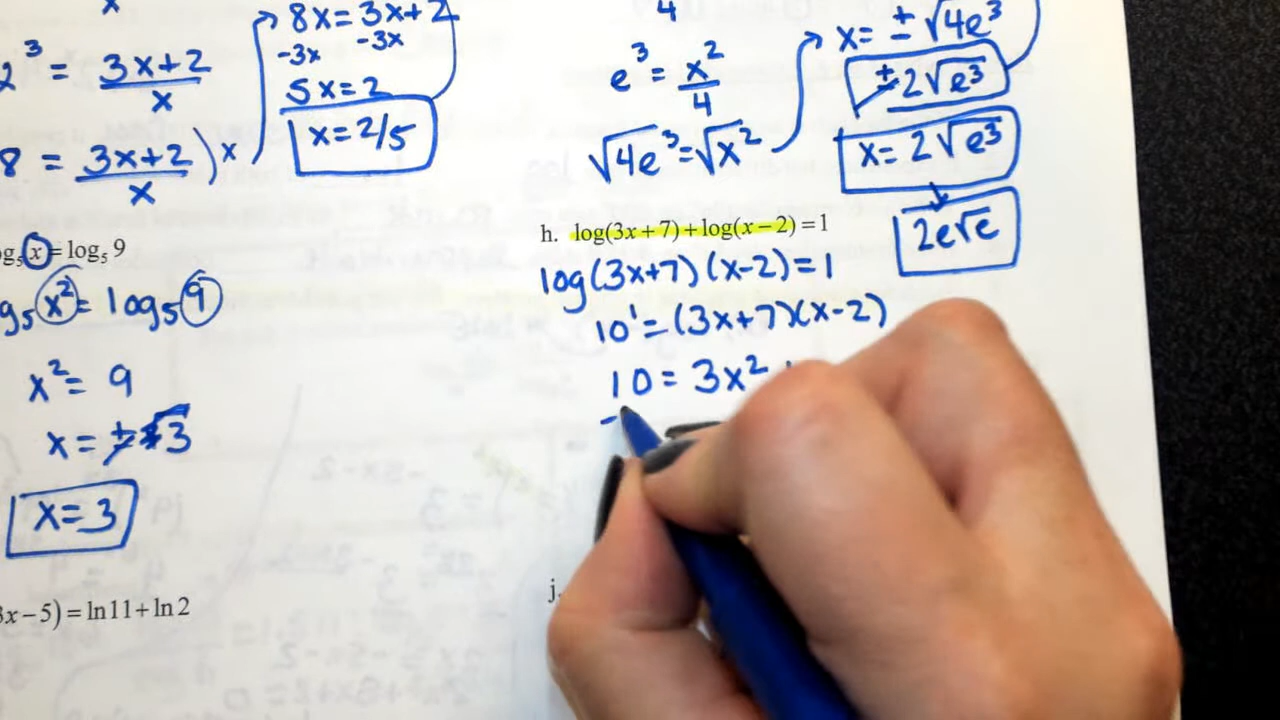 8x = 3x+2
-3x -3x
5x = 2
x = 2/5
2³ = (3x+2)/x
8 = (3x+2)/x ) x
x = ± √4e³
± 2√e³
x = 2√e³
2e√e
4
e³ = x²/4
√4e³ = √x²
g₅ x = log₅ 9
g₅ x² = log₅ 9
x² = 9
x = ± 3
x = 3
x − 5) = ln 11 + ln 2
h. log(3x + 7) + log(x − 2) = 1
log(3x+7)(x-2) = 1
10¹ = (3x+7)(x-2)
10 = 3x²
-
j.